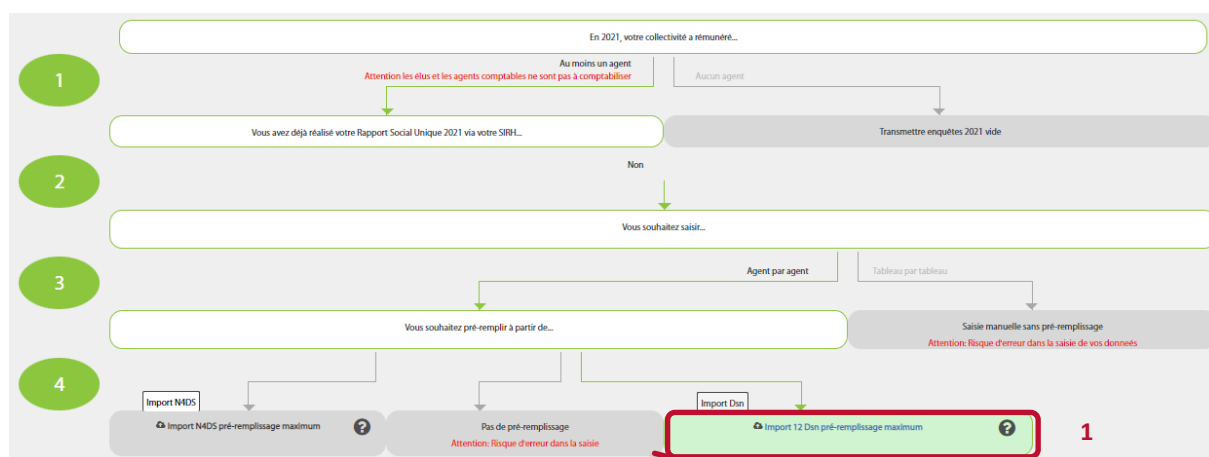 En 2021, votre collectivité a rémunéré...
1
Au moins un agent
Attention les élus et les agents comptables ne sont pas à comptabiliser
Aucun agent
Vous avez déjà réalisé votre Rapport Social Unique 2021 via votre SIRH...
Transmettre enquêtes 2021 vide
2
Non
Vous souhaitez saisir...
3
Agent par agent
Tableau par tableau
Vous souhaitez pré-remplir à partir de...
Saisie manuelle sans pré-remplissage
Attention: Risque d'erreur dans la saisie de vos donneés
4
Import N4DS
Import Dsn
Import N4DS pré-remplissage maximum
?
Pas de pré-remplissage
Attention: Risque d'erreur dans la saisie
Import 12 Dsn pré-remplissage maximum
?
1